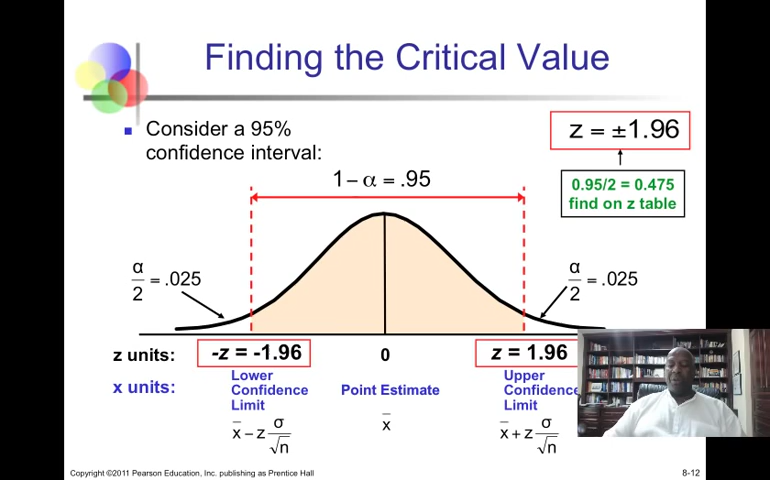 Finding the Critical Value
Consider a 95%
confidence interval:
z = ±1.96
0.95/2 = 0.475
find on z table
1 – α = .95
α/2 = .025
α/2 = .025
z units:
-z = -1.96
0
z = 1.96
x units:
Lower
Confidence
Limit
Point Estimate
Upper
Confidence
Limit
x̄ – z σ/√n
x̄
x̄ + z σ/√n
Copyright ©2011 Pearson Education, Inc. publishing as Prentice Hall
8-12